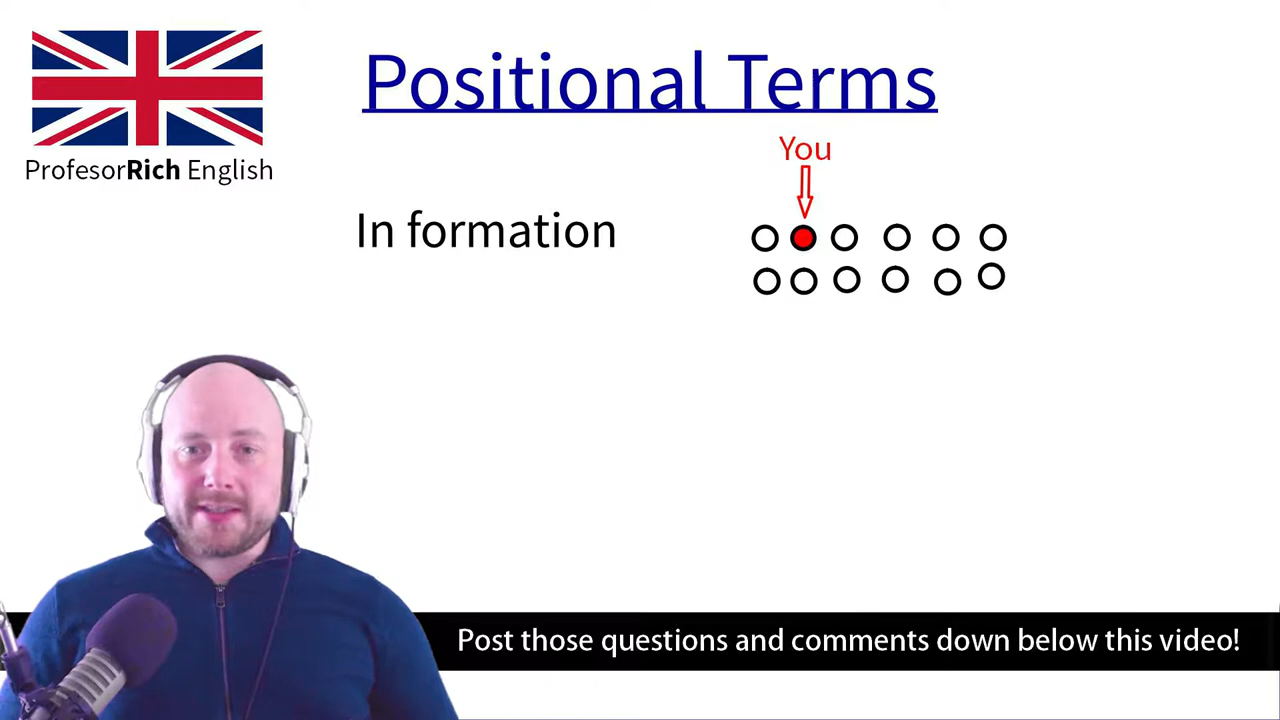 Positional Terms
You
ProfesorRich English
In formation
Post those questions and comments down below this video!